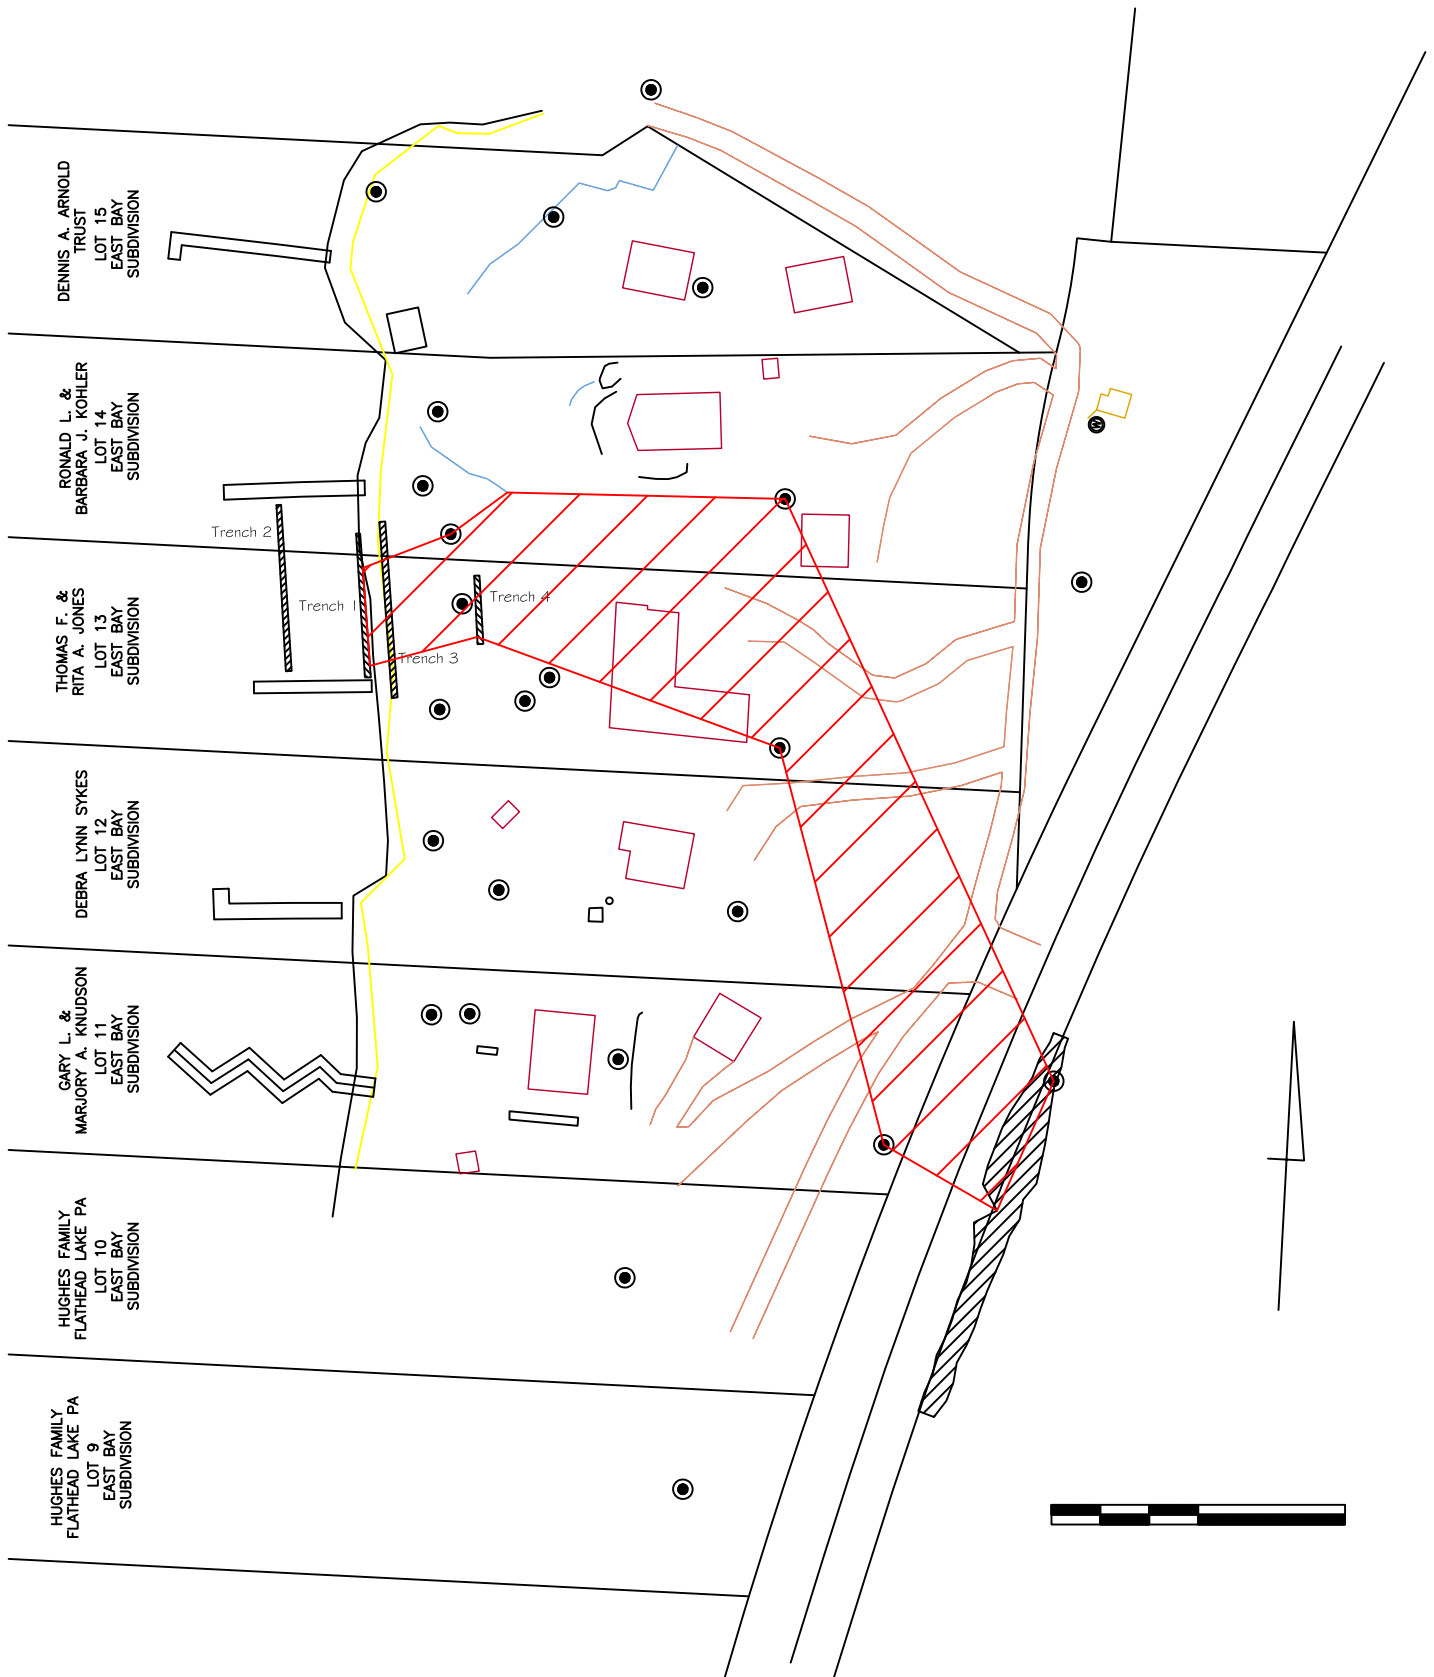 DENNIS A. ARNOLD
TRUST
LOT 15
EAST BAY
SUBDIVISION
RONALD L. &
BARBARA J. KOHLER
LOT 14
EAST BAY
SUBDIVISION
Trench 2
THOMAS F. &
RITA A. JONES
LOT 13
EAST BAY
SUBDIVISION
Trench 1
Trench 4
Trench 3
DEBRA LYNN SYKES
LOT 12
EAST BAY
SUBDIVISION
GARY L. &
MARJORY A. KNUDSON
LOT 11
EAST BAY
SUBDIVISION
HUGHES FAMILY
FLATHEAD LAKE PA
LOT 10
EAST BAY
SUBDIVISION
HUGHES FAMILY
FLATHEAD LAKE PA
LOT 9
EAST BAY
SUBDIVISION
W